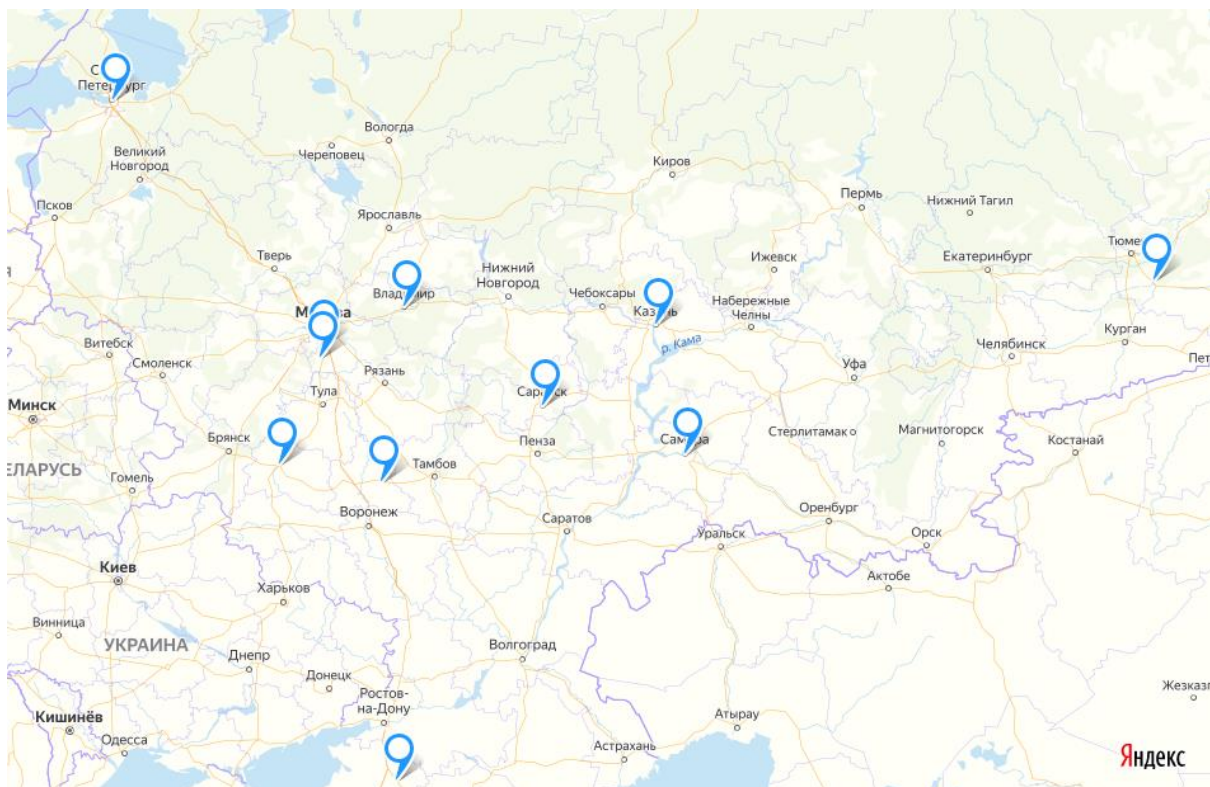 Петербург
Вологда
Череповец
Великий
Новгород
Киров
Пермь
Нижний Тагил
Псков
Ярославль
Тверь
Ижевск
Екатеринбург
Нижний
Новгород
Чебоксары
Набережные
Челны
р. Кама
Курган
Витебск
Смоленск
Рязань
Уфа
Челябинск
Тула
Минск
Брянск
Пенза
Тамбов
Стерлитамак
Магнитогорск
Костанай
Гомель
Воронеж
Саратов
Оренбург
Уральск
Орск
Киев
Актобе
Харьков
Винница
УКРАИНА
Днепр
Волгоград
Донецк
Ростов-
на-Дону
Кишинёв
Одесса
Атырау
Астрахань
Яндекс